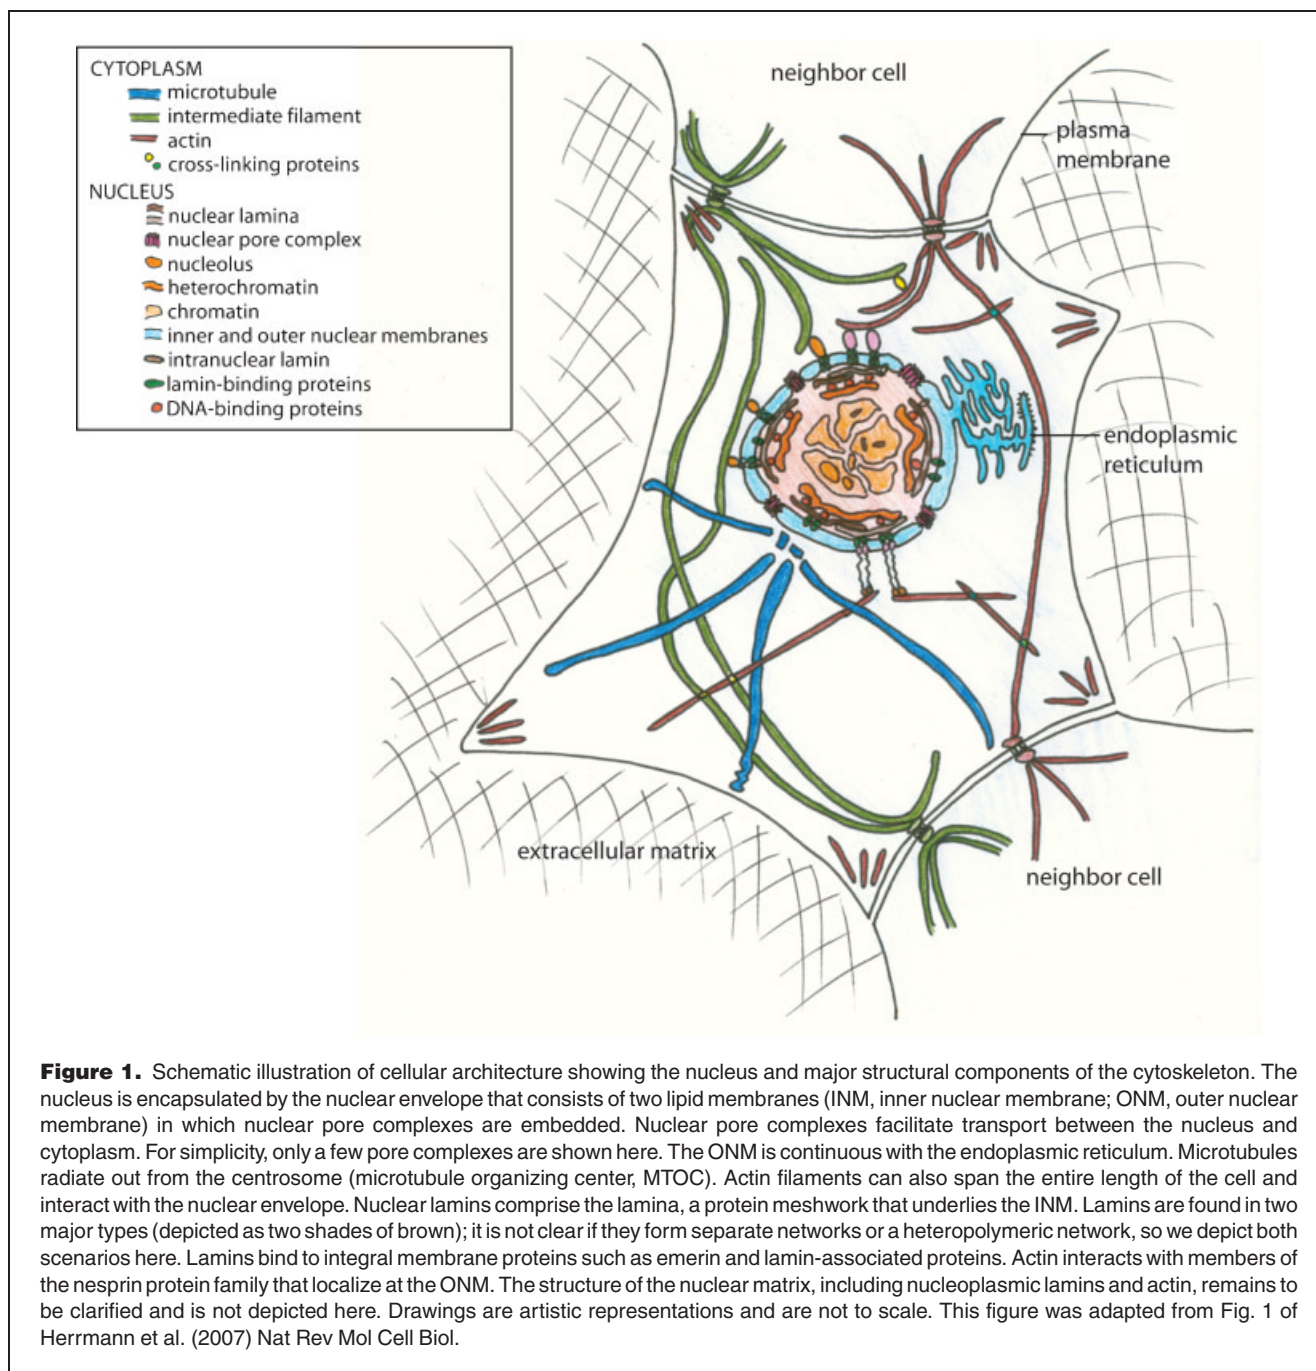 CYTOPLASM
microtubule
intermediate filament
actin
cross-linking proteins
NUCLEUS
nuclear lamina
nuclear pore complex
nucleolus
heterochromatin
chromatin
inner and outer nuclear membranes
intranuclear lamin
lamin-binding proteins
DNA-binding proteins
neighbor cell
plasma
membrane
endoplasmic
reticulum
extracellular matrix
neighbor cell
Figure 1. Schematic illustration of cellular architecture showing the nucleus and major structural components of the cytoskeleton. The
nucleus is encapsulated by the nuclear envelope that consists of two lipid membranes (INM, inner nuclear membrane; ONM, outer nuclear
membrane) in which nuclear pore complexes are embedded. Nuclear pore complexes facilitate transport between the nucleus and
cytoplasm. For simplicity, only a few pore complexes are shown here. The ONM is continuous with the endoplasmic reticulum. Microtubules
radiate out from the centrosome (microtubule organizing center, MTOC). Actin filaments can also span the entire length of the cell and
interact with the nuclear envelope. Nuclear lamins comprise the lamina, a protein meshwork that underlies the INM. Lamins are found in two
major types (depicted as two shades of brown); it is not clear if they form separate networks or a heteropolymeric network, so we depict both
scenarios here. Lamins bind to integral membrane proteins such as emerin and lamin-associated proteins. Actin interacts with members of
the nesprin protein family that localize at the ONM. The structure of the nuclear matrix, including nucleoplasmic lamins and actin, remains to
be clarified and is not depicted here. Drawings are artistic representations and are not to scale. This figure was adapted from Fig. 1 of
Herrmann et al. (2007) Nat Rev Mol Cell Biol.